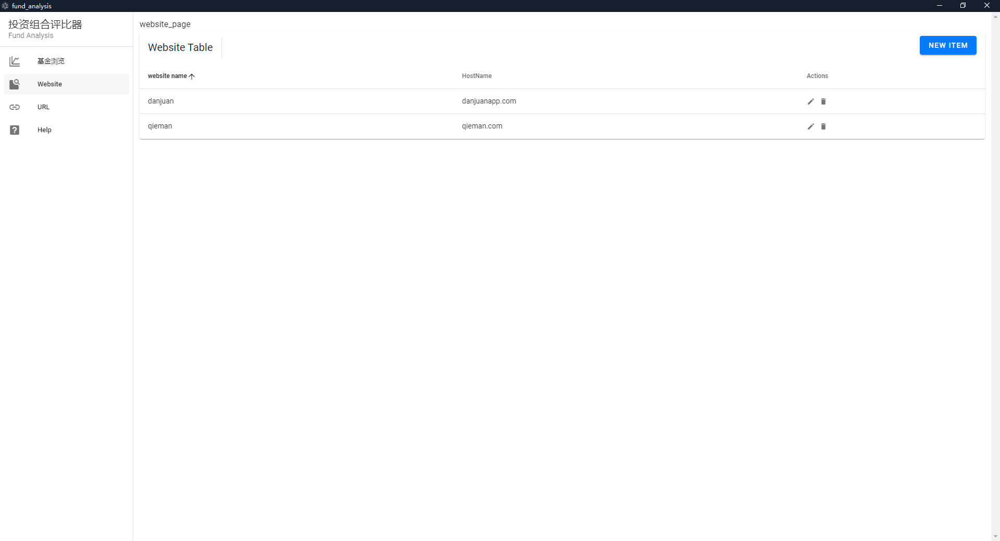 fund_analysis
投资组合评比器
Fund Analysis
基金浏览
Website
URL
Help
website_page
Website Table
NEW ITEM
website name HostName Actions
danjuan danjuanapp.com
qieman qieman.com